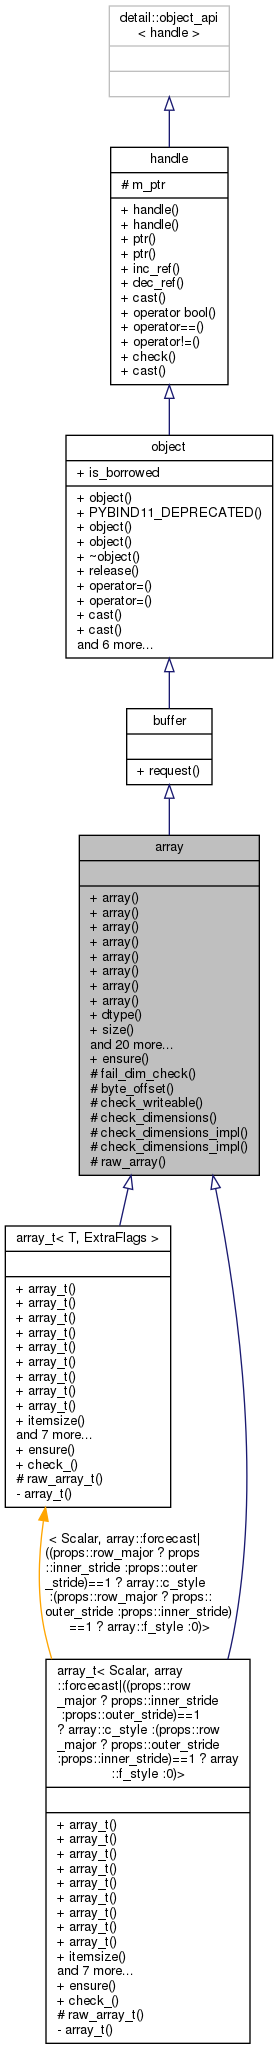 detail::object_api
< handle >
handle
# m_ptr
+ handle()
+ handle()
+ ptr()
+ ptr()
+ inc_ref()
+ dec_ref()
+ cast()
+ operator bool()
+ operator==()
+ operator!=()
+ check()
+ cast()
object
+ is_borrowed
+ object()
+ PYBIND11_DEPRECATED()
+ object()
+ object()
+ ~object()
+ release()
+ operator=()
+ operator=()
+ cast()
+ cast()
and 6 more...
buffer
+ request()
array
+ array()
+ array()
+ array()
+ array()
+ array()
+ array()
+ array()
+ array()
+ dtype()
+ size()
and 20 more...
+ ensure()
# fail_dim_check()
# byte_offset()
# check_writeable()
# check_dimensions()
# check_dimensions_impl()
# check_dimensions_impl()
# raw_array()
array_t< T, ExtraFlags >
+ array_t()
+ array_t()
+ array_t()
+ array_t()
+ array_t()
+ array_t()
+ array_t()
+ array_t()
+ array_t()
+ itemsize()
and 7 more...
+ ensure()
+ check_()
# raw_array_t()
- array_t()
< Scalar, array::forcecast|
((props::row_major ? props
::inner_stride :props::outer
_stride)==1 ? array::c_style
:(props::row_major ? props::
outer_stride :props::inner_stride)
==1 ? array::f_style :0)>
array_t< Scalar, array
::forcecast|((props::row
_major ? props::inner_stride
:props::outer_stride)==1
? array::c_style :(props::row
_major ? props::outer_stride
:props::inner_stride)==1 ? array
::f_style :0)>
+ array_t()
+ array_t()
+ array_t()
+ array_t()
+ array_t()
+ array_t()
+ array_t()
+ array_t()
+ array_t()
+ itemsize()
and 7 more...
+ ensure()
+ check_()
# raw_array_t()
- array_t()